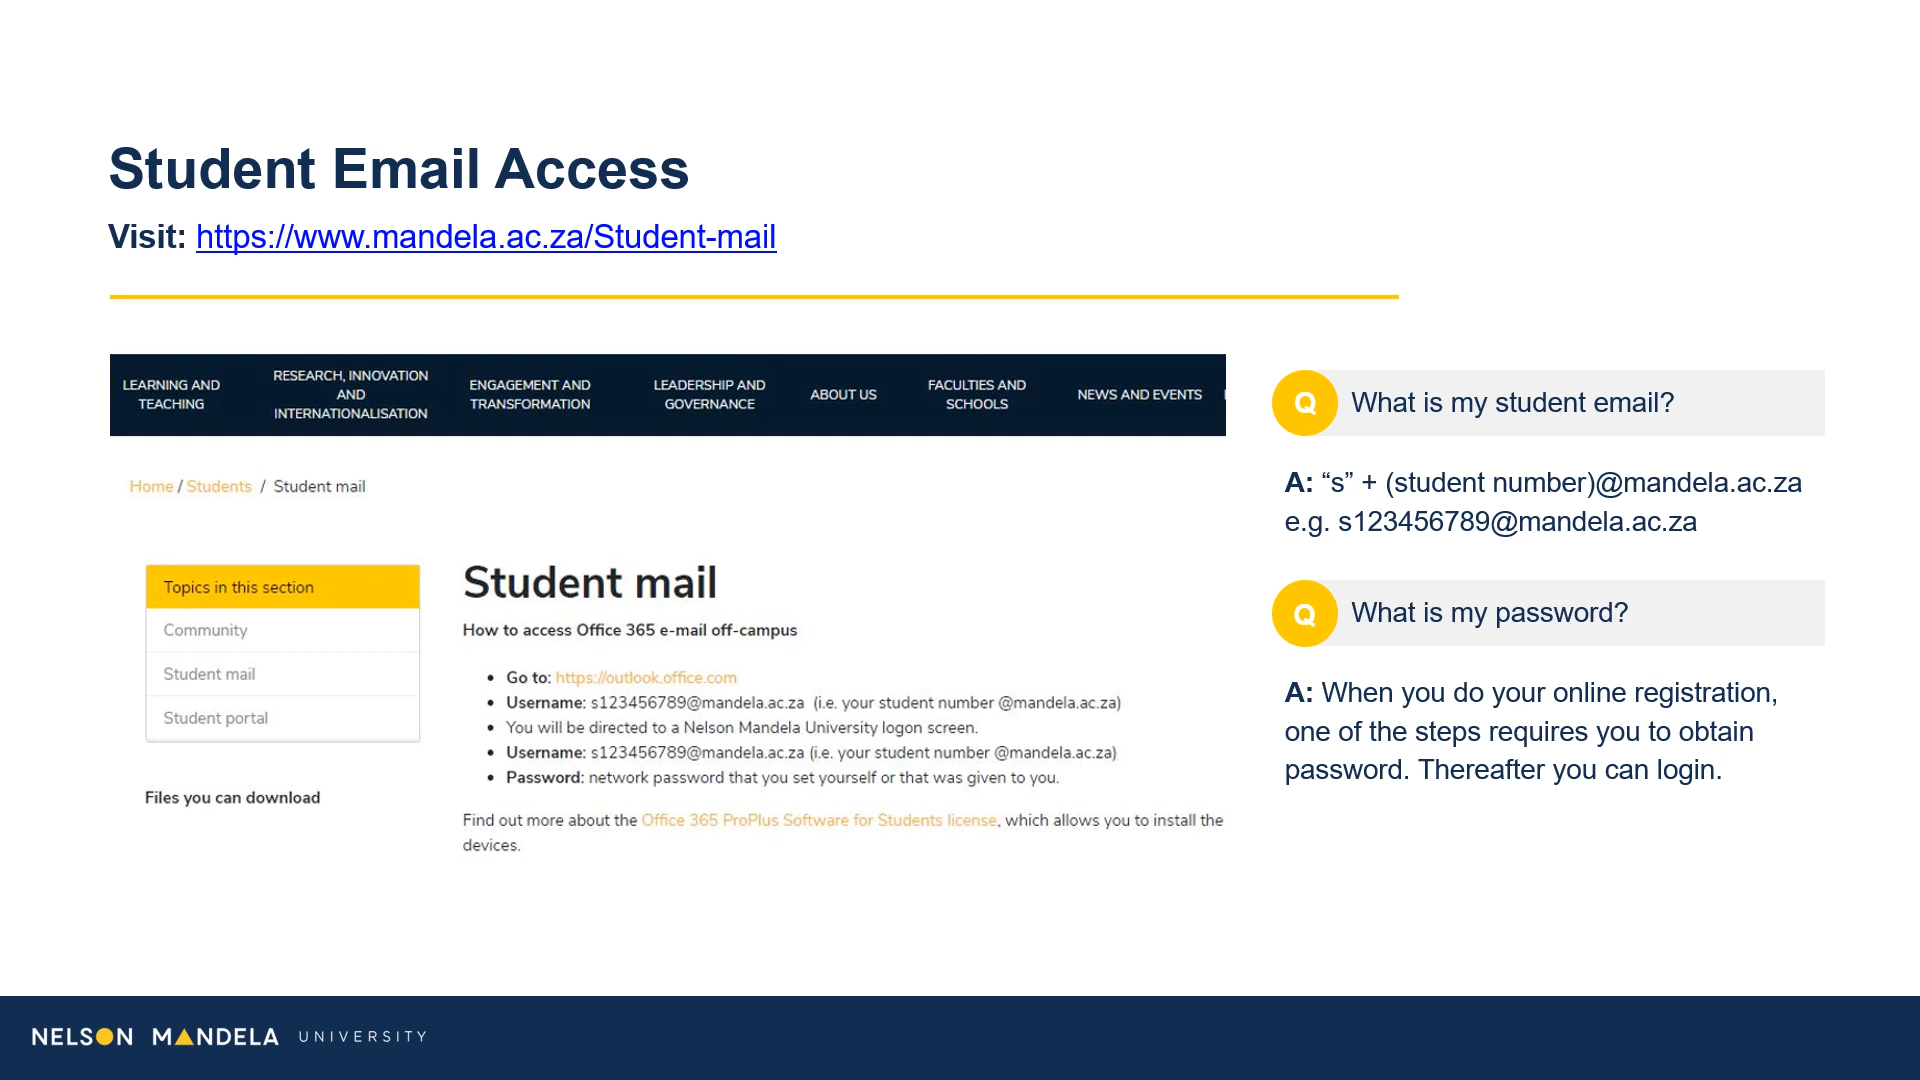 Student Email Access
Visit: https://www.mandela.ac.za/Student-mail
LEARNING AND
TEACHING
RESEARCH, INNOVATION
AND
INTERNATIONALISATION
ENGAGEMENT AND
TRANSFORMATION
LEADERSHIP AND
GOVERNANCE
ABOUT US
FACULTIES AND
SCHOOLS
NEWS AND EVENTS
Home / Students / Student mail
Topics in this section
Community
Student mail
Student portal
Files you can download
Student mail
How to access Office 365 e-mail off-campus
• Go to: https://outlook.office.com
• Username: s123456789@mandela.ac.za (i.e. your student number @mandela.ac.za)
• You will be directed to a Nelson Mandela University logon screen.
• Username: s123456789@mandela.ac.za (i.e. your student number @mandela.ac.za)
• Password: network password that you set yourself or that was given to you.
Find out more about the Office 365 ProPlus Software for Students license, which allows you to install the
devices.
Q What is my student email?
A: “s” + (student number)@mandela.ac.za
e.g. s123456789@mandela.ac.za
Q What is my password?
A: When you do your online registration,
one of the steps requires you to obtain
password. Thereafter you can login.
NELSON MANDELA UNIVERSITY